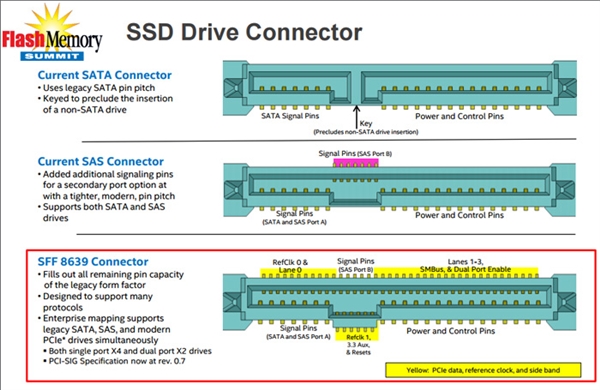 FlashMemory
SUMMIT
SSD Drive Connector
Current SATA Connector
• Uses legacy SATA pin pitch
• Keyed to preclude the insertion
of a non-SATA drive
SATA Signal Pins
Key
(Precludes non-SATA drive insertion)
Power and Control Pins
Current SAS Connector
• Added additional signaling pins
for a secondary port option at
with a tighter, modern, pin pitch
• Supports both SATA and SAS
drives
Signal Pins (SAS Port B)
Signal Pins
(SATA and SAS Port A)
Power and Control Pins
SFF 8639 Connector
• Fills out all remaining pin capacity
of the legacy form factor
• Designed to support many
protocols
• Enterprise mapping supports
legacy SATA, SAS, and modern
PCIe* drives simultaneously
• Both single port X4 and dual port X2 drives
• PCI-SIG Specification now at rev. 0.7
RefClk 0 &
Lane 0
Signal Pins
(SAS Port B)
Lanes 1-3,
SMBus, & Dual Port Enable
Signal Pins
(SATA and SAS Port A)
RefClk 1,
3.3 Aux,
& Resets
Power and Control Pins
Yellow: PCIe data, reference clock, and side band